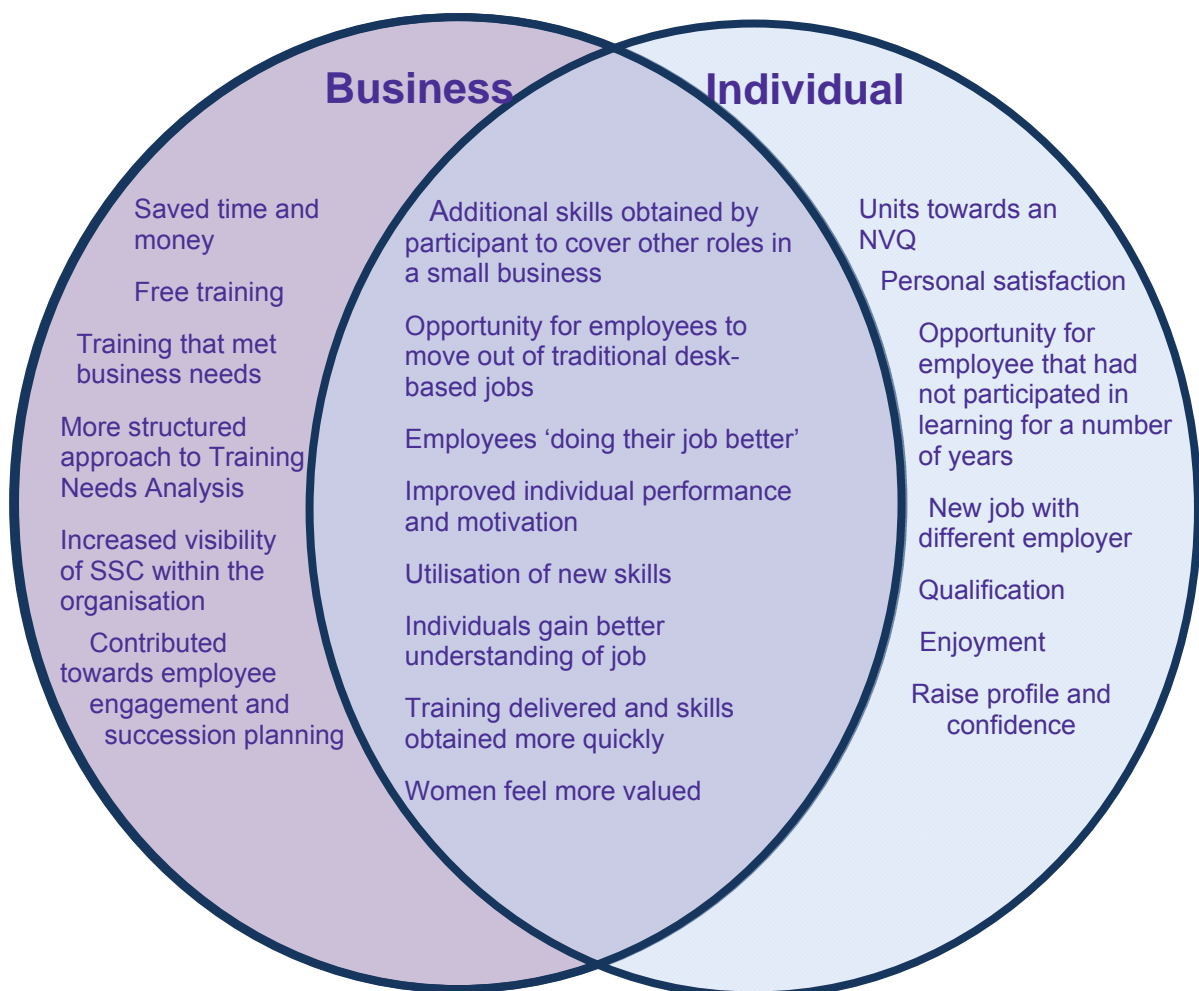 Business
Individual
Saved time and
money
Free training
Training that met
business needs
More structured
approach to Training
Needs Analysis
Increased visibility
of SSC within the
organisation
Contributed
towards employee
engagement and
succession planning
Additional skills obtained by
participant to cover other roles in
a small business
Opportunity for employees to
move out of traditional desk-
based jobs
Employees ‘doing their job better’
Improved individual performance
and motivation
Utilisation of new skills
Individuals gain better
understanding of job
Training delivered and skills
obtained more quickly
Women feel more valued
Units towards an
NVQ
Personal satisfaction
Opportunity for
employee that had
not participated in
learning for a number
of years
New job with
different employer
Qualification
Enjoyment
Raise profile and
confidence